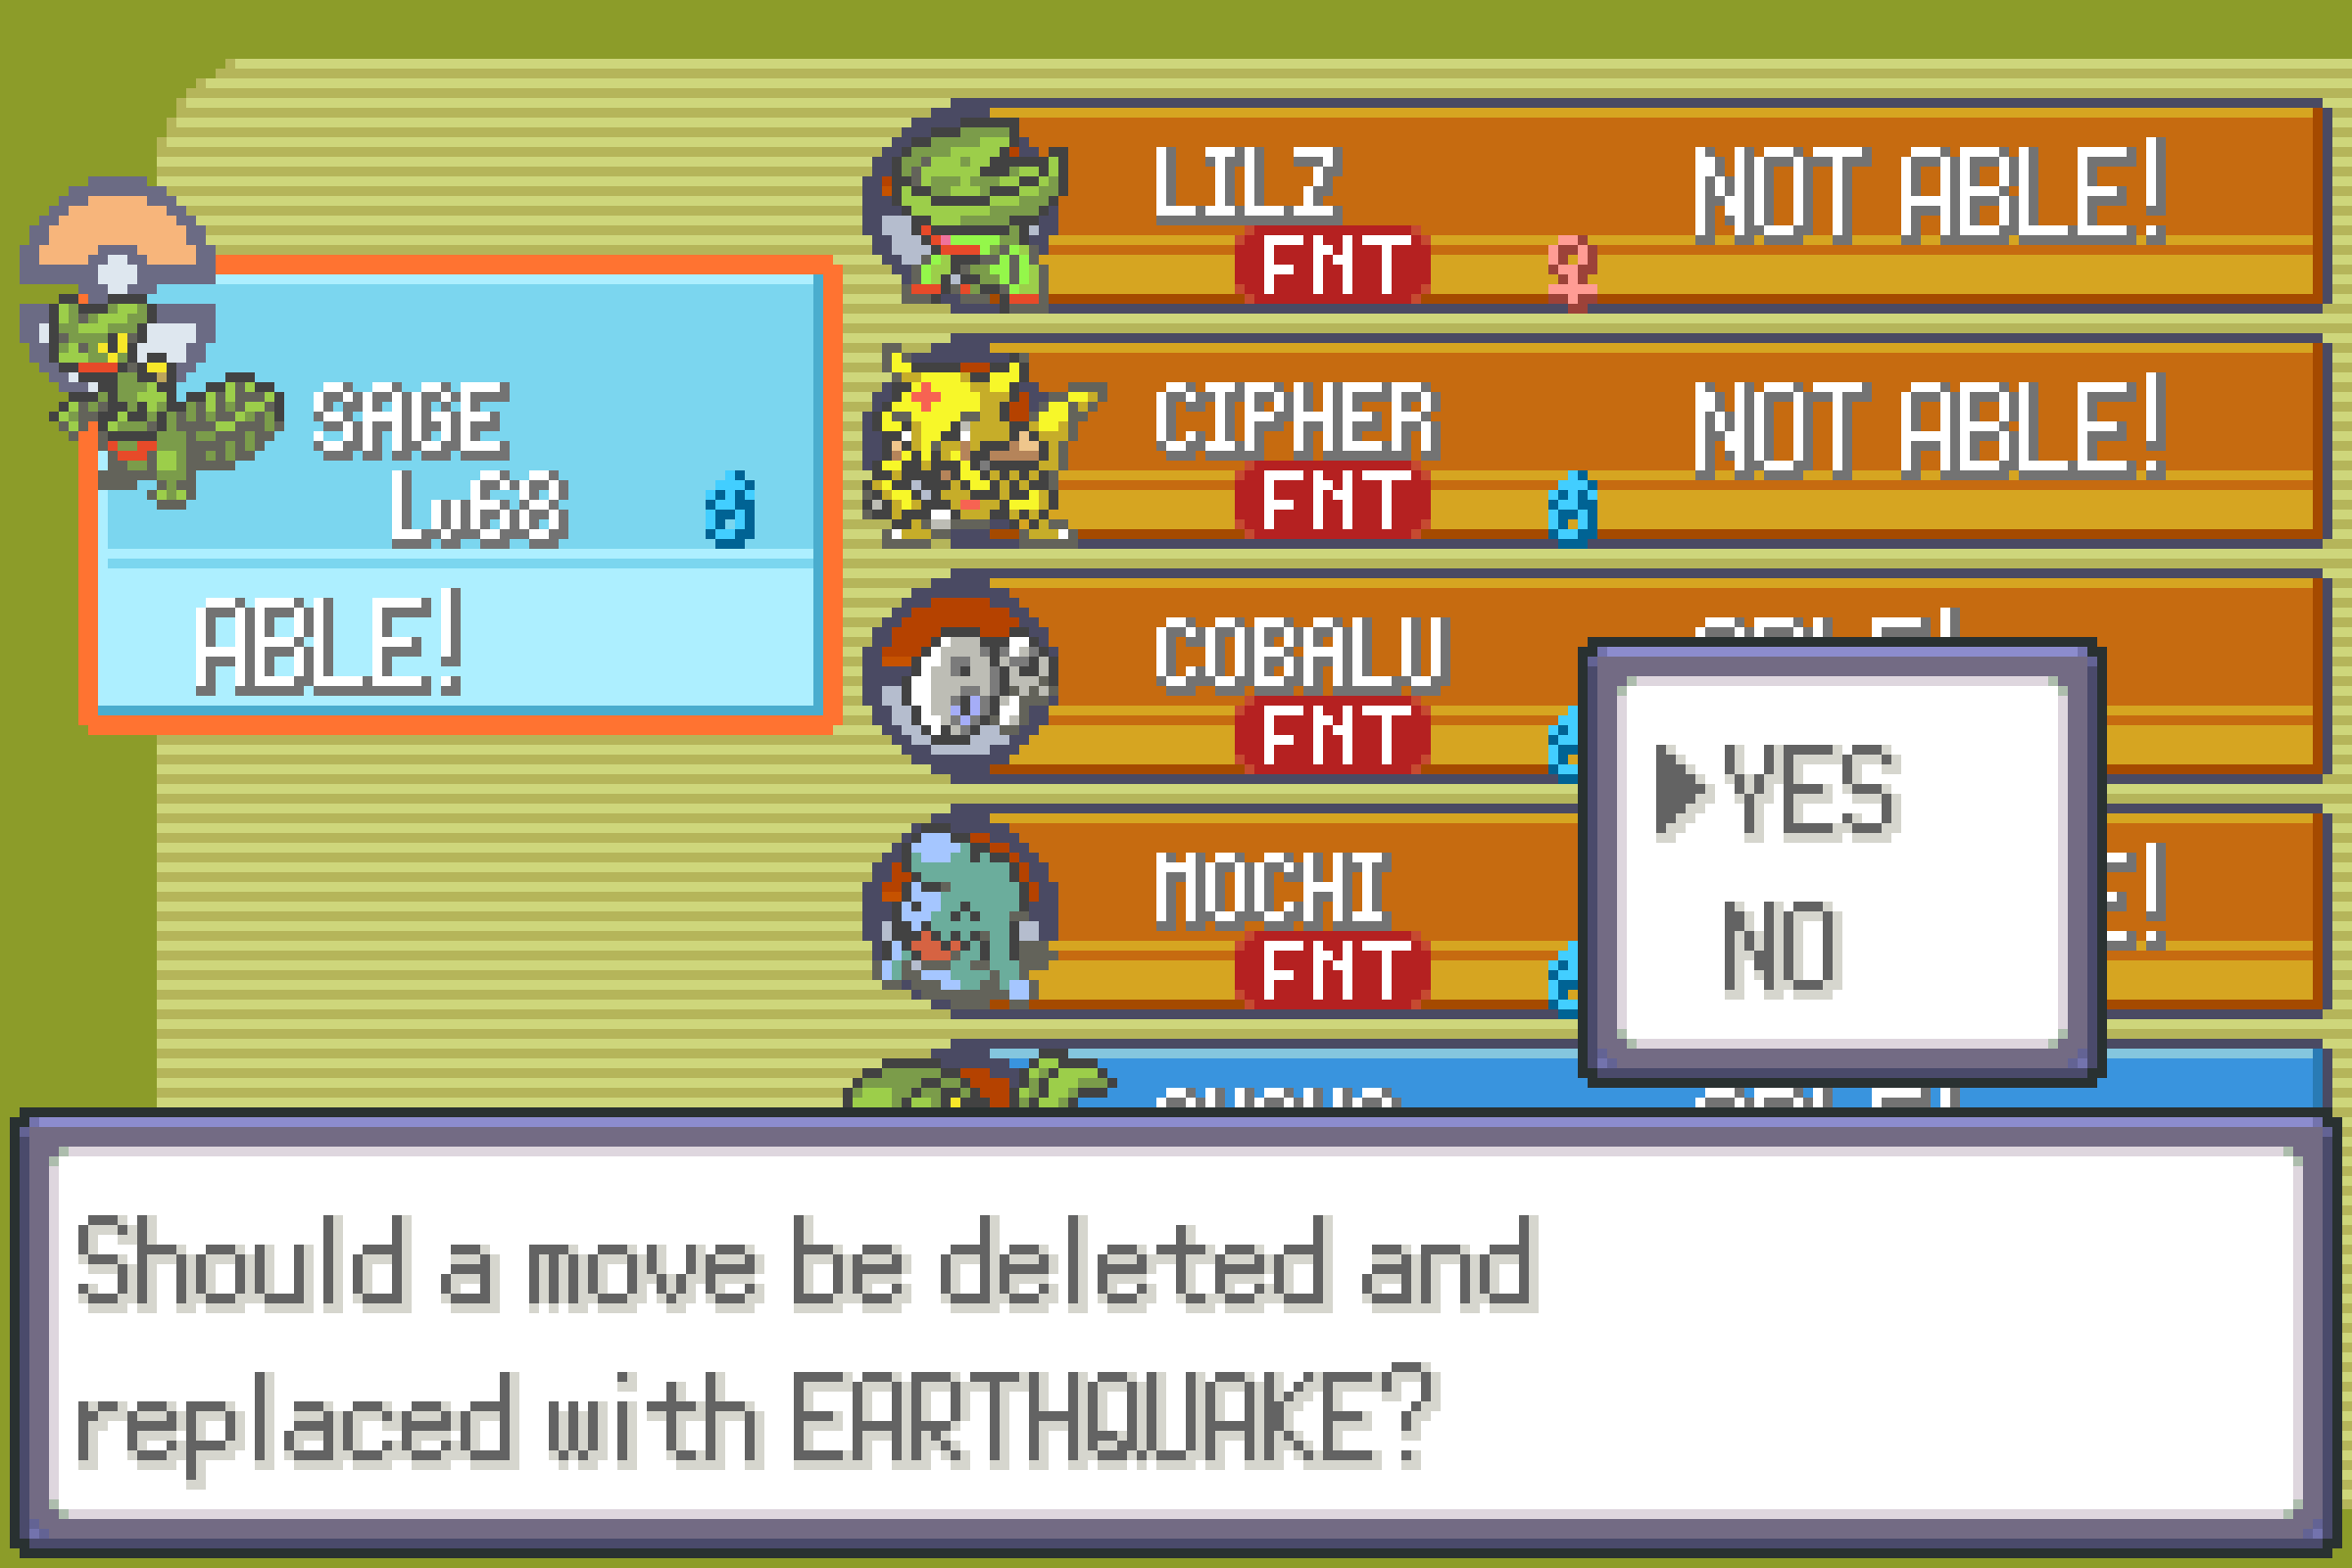 SAGE
Lv68 ♂
ABLE!
LILZ NOT ABLE!
FNT ♀
CIPHER NOT ABLE!
FNT ♂
COBALU
FNT
MOCHI
FNT
YES
NO
Should a move be deleted and
replaced with EARTHQUAKE?